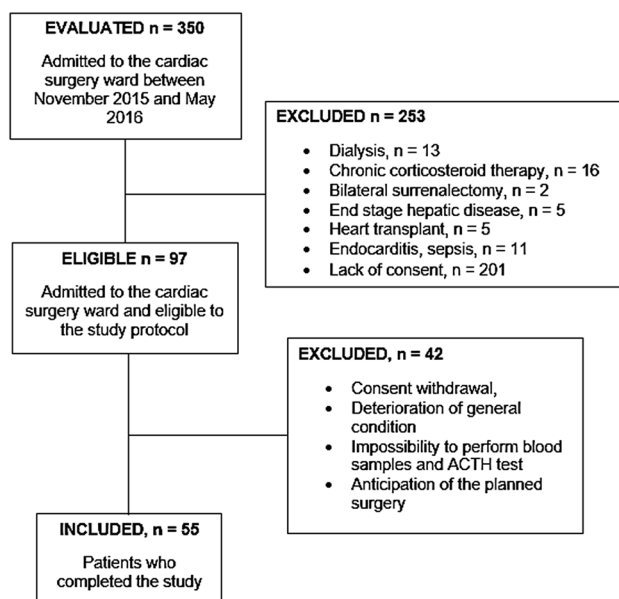 EVALUATED n = 350
Admitted to the cardiac
surgery ward between
November 2015 and May
2016
EXCLUDED n = 253
• Dialysis, n = 13
• Chronic corticosteroid therapy, n = 16
• Bilateral surrenalectomy, n = 2
• End stage hepatic disease, n = 5
• Heart transplant, n = 5
• Endocarditis, sepsis, n = 11
• Lack of consent, n = 201
ELIGIBLE n = 97
Admitted to the cardiac
surgery ward and eligible to
the study protocol
EXCLUDED, n = 42
• Consent withdrawal,
• Deterioration of general
condition
• Impossibility to perform blood
samples and ACTH test
• Anticipation of the planned
surgery
INCLUDED, n = 55
Patients who
completed the study